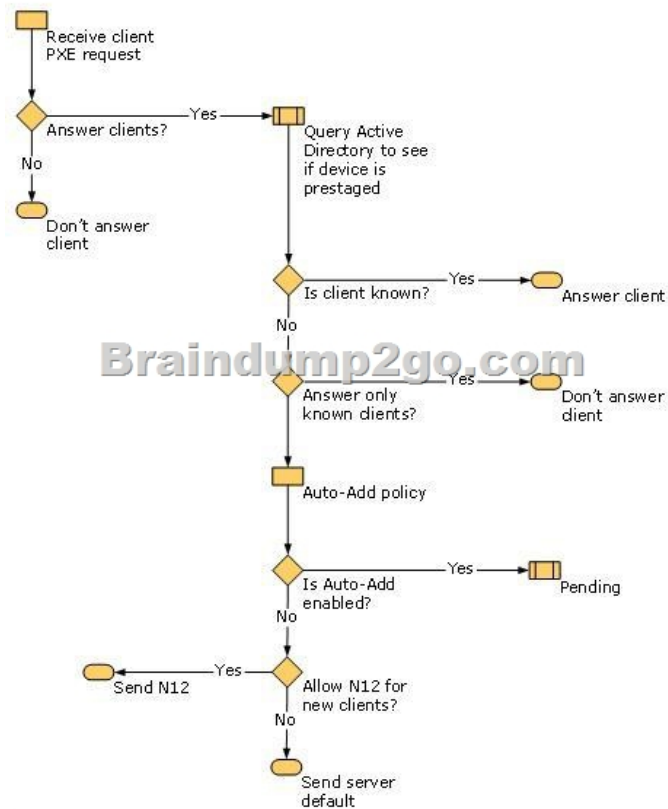 Receive client
PXE request
Answer clients?
Yes
Query Active
Directory to see
if device is
prestaged
No
Don't answer
client
Is client known?
Yes
Answer client
No
Braindump2go.com
Answer only
known clients?
Yes
Don't answer
client
Auto-Add policy
Is Auto-Add
enabled?
Yes
Pending
No
Allow N12 for
new clients?
Yes
Send N12
No
Send server
default